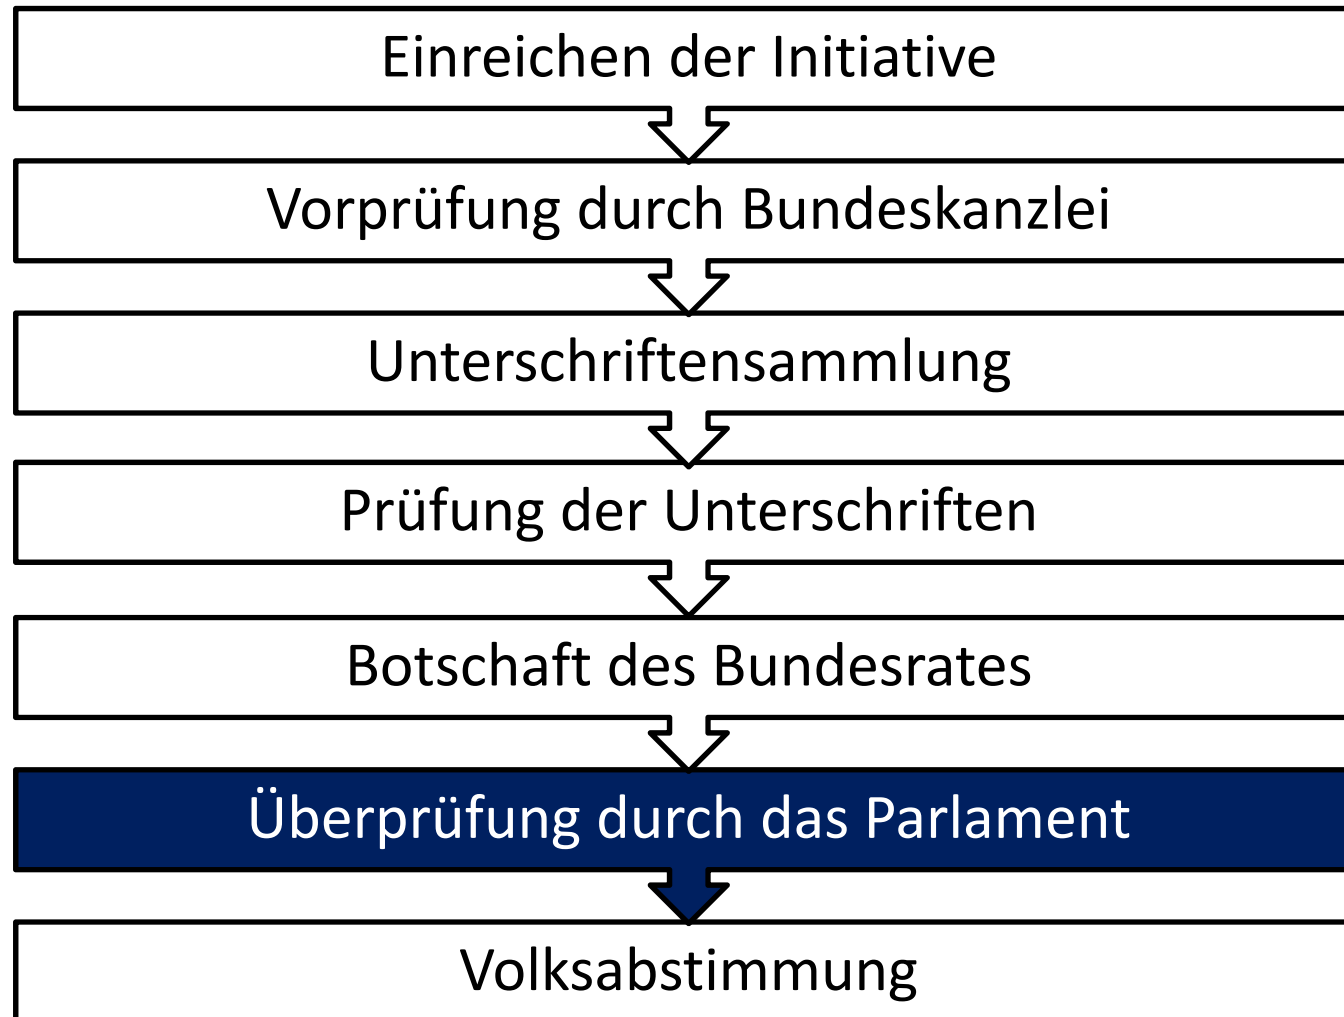 Einreichen der Initiative
Vorprüfung durch Bundeskanzlei
Unterschriftensammlung
Prüfung der Unterschriften
Botschaft des Bundesrates
Überprüfung durch das Parlament
Volksabstimmung